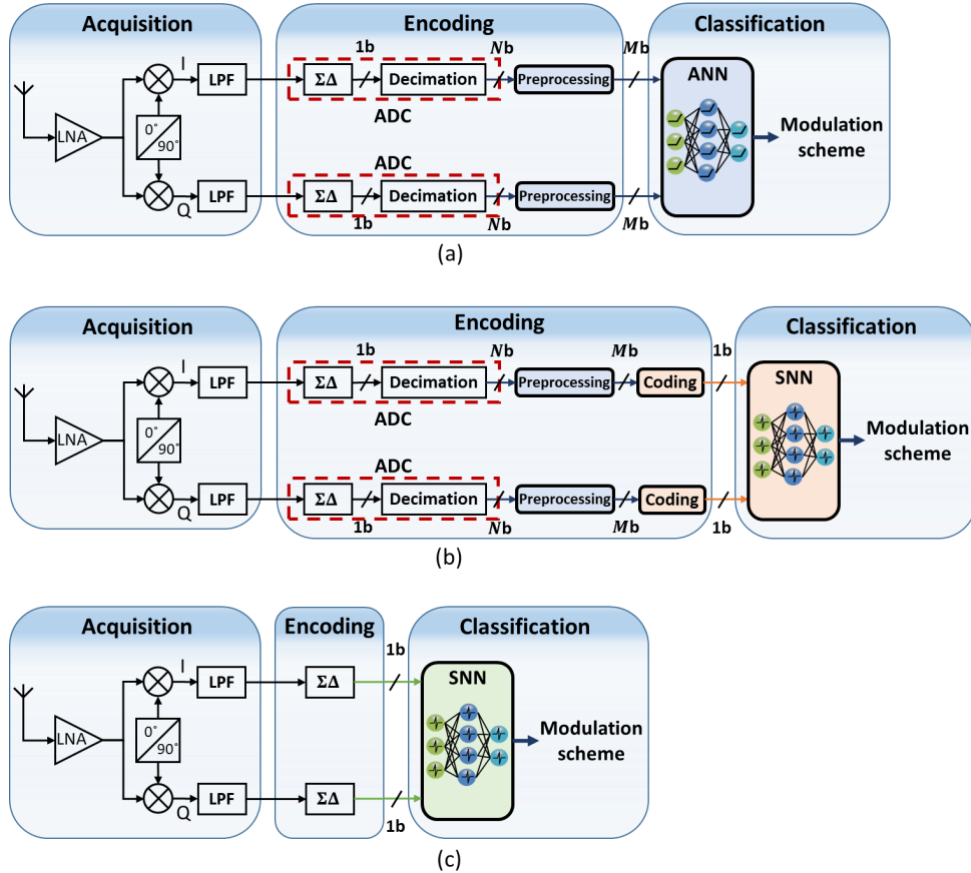 Acquisition
Encoding
Classification
1b
Nb
Mb
I
LPF
ΣΔ
Decimation
Preprocessing
ANN
ADC
LNA
0°
90°
Modulation
scheme
ADC
LPF
ΣΔ
Decimation
Preprocessing
Q
1b
Nb
Mb
(a)
Acquisition
Encoding
Classification
1b
Nb
Mb
1b
I
LPF
ΣΔ
Decimation
Preprocessing
Coding
SNN
ADC
LNA
0°
90°
Modulation
scheme
ADC
LPF
ΣΔ
Decimation
Preprocessing
Coding
Q
1b
Nb
Mb
1b
(b)
Acquisition
Encoding
Classification
1b
I
LPF
ΣΔ
SNN
LNA
0°
90°
Modulation
scheme
LPF
ΣΔ
Q
1b
(c)